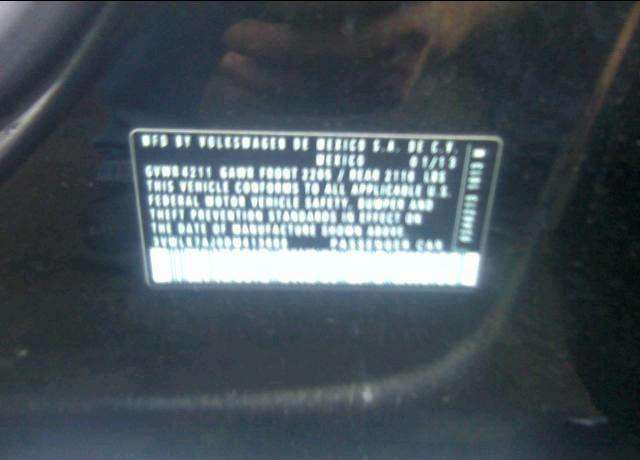 MFD BY VOLKSWAGEN DE MEXICO S.A. DE C.V.
MEXICO 01/13
GVWR 4211 GAWR FRONT 2205 / REAR 2116 LBS
THIS VEHICLE CONFORMS TO ALL APPLICABLE U.S.
FEDERAL MOTOR VEHICLE SAFETY, BUMPER AND
THEFT PREVENTION STANDARDS IN EFFECT ON
THE DATE OF MANUFACTURE SHOWN ABOVE
PASSENGER CAR